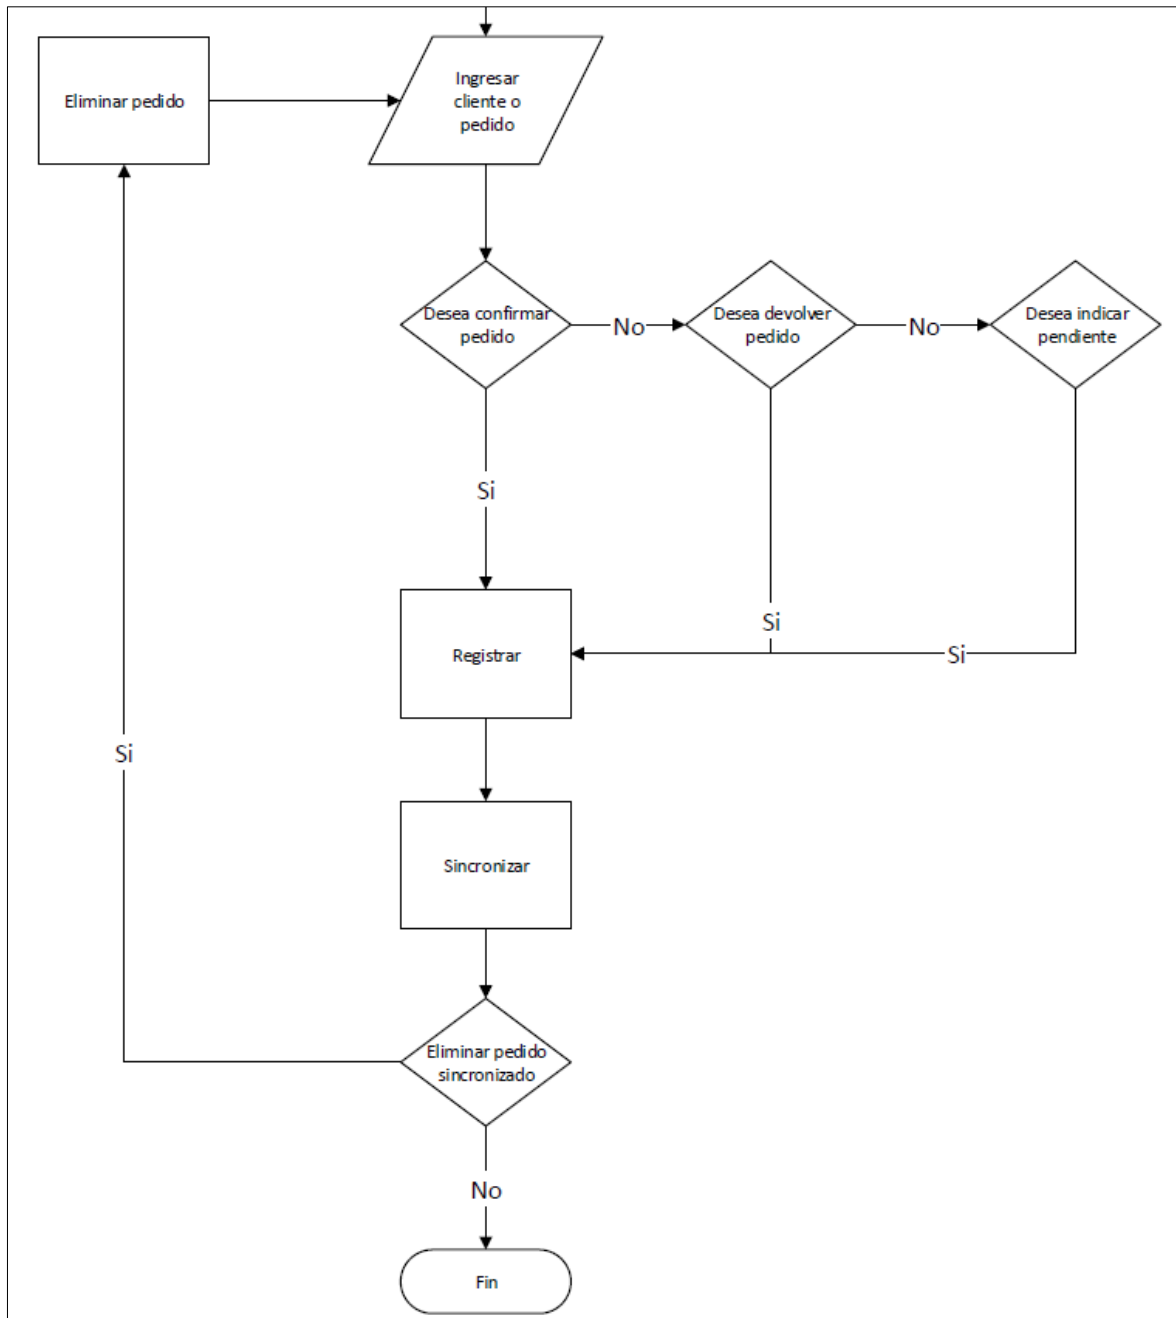 Eliminar pedido
Ingresar
cliente o
pedido
Desea confirmar
pedido
No
Desea devolver
pedido
No
Desea indicar
pendiente
Si
Si
Si
Registrar
Si
Sincronizar
Eliminar pedido
sincronizado
No
Fin